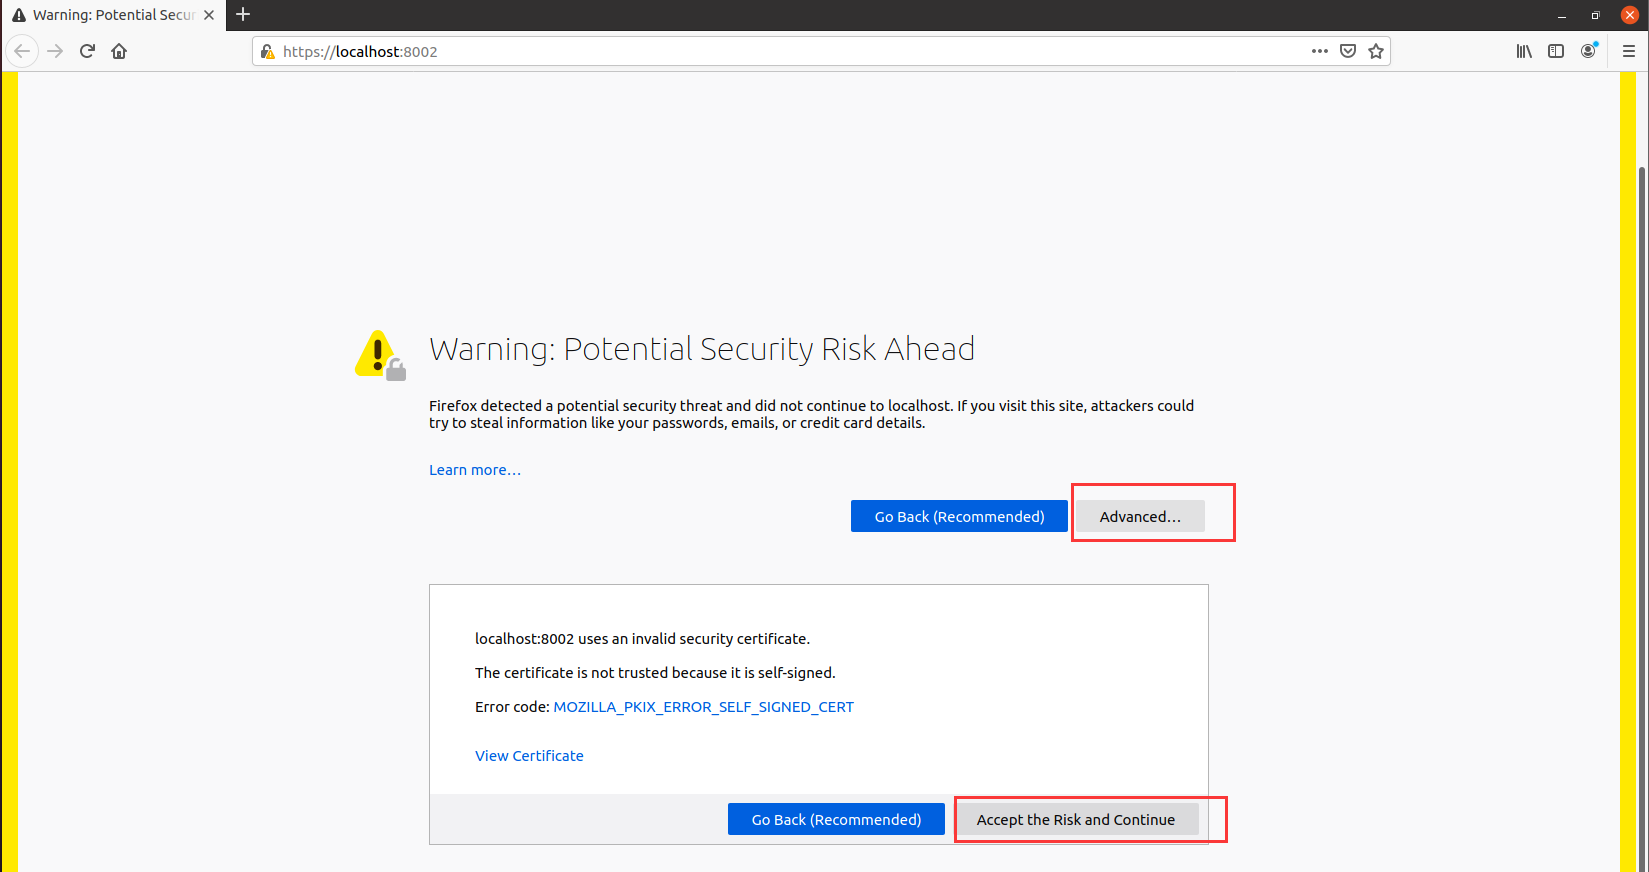 Warning: Potential Secur
https://localhost:8002
Warning: Potential Security Risk Ahead
Firefox detected a potential security threat and did not continue to localhost. If you visit this site, attackers could
try to steal information like your passwords, emails, or credit card details.
Learn more…
Go Back (Recommended)
Advanced…
localhost:8002 uses an invalid security certificate.
The certificate is not trusted because it is self-signed.
Error code: MOZILLA_PKIX_ERROR_SELF_SIGNED_CERT
View Certificate
Go Back (Recommended)
Accept the Risk and Continue